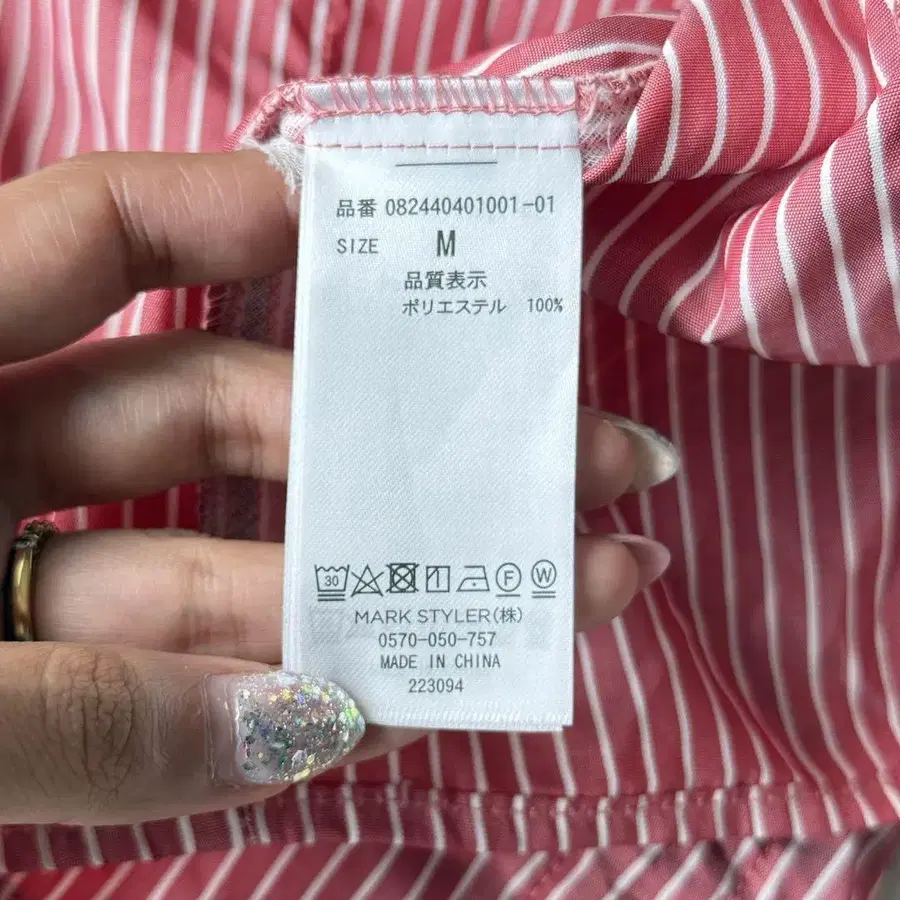 品番 082440401001-01
SIZE M
品質表示
ポリエステル 100%
30 F W
MARK STYLER(株)
0570-050-757
MADE IN CHINA
223094